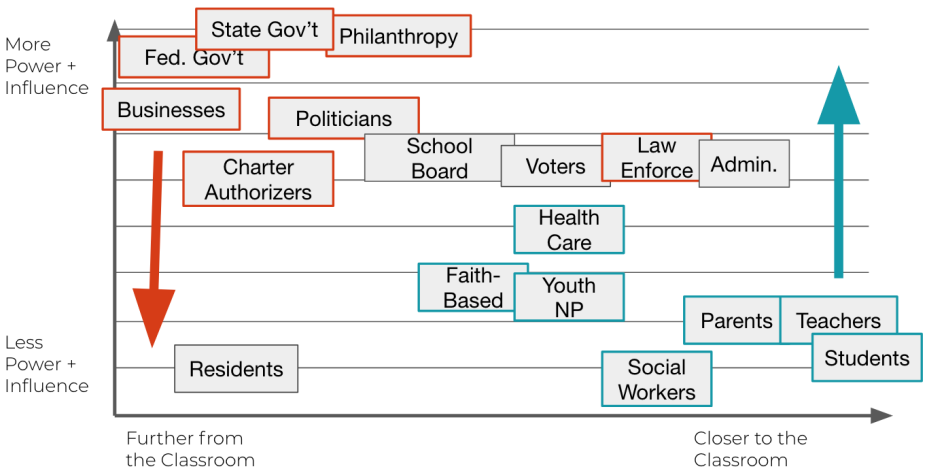 More
Power +
Influence
State Gov't
Philanthropy
Fed. Gov't
Businesses
Politicians
School
Board
Voters
Law
Enforce
Admin.
Charter
Authorizers
Health
Care
Faith-
Based
Youth
NP
Parents
Teachers
Students
Less
Power +
Influence
Residents
Social
Workers
Further from
the Classroom
Closer to the
Classroom